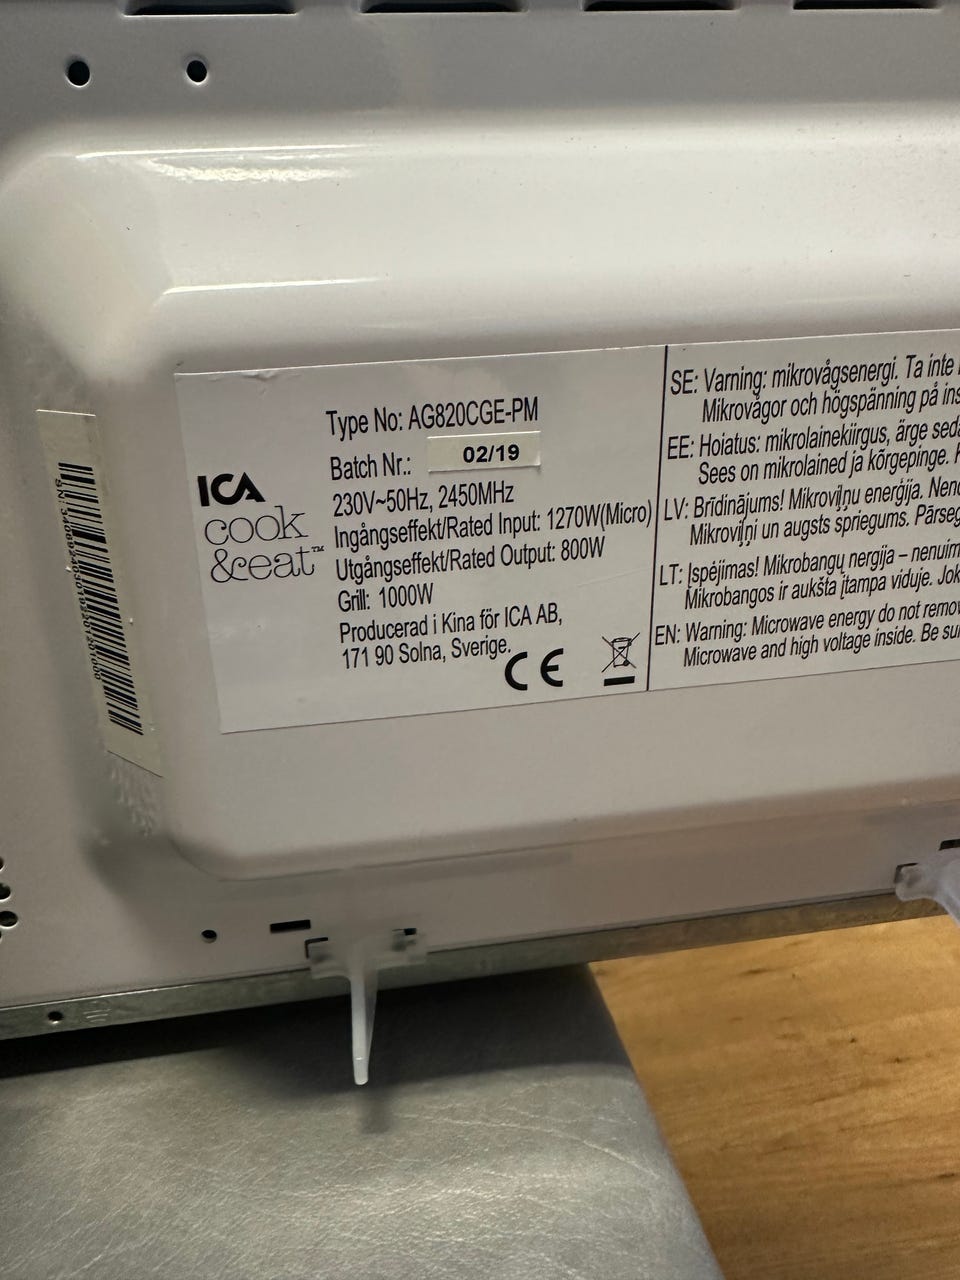 Type No: AG820CGE-PM
Batch Nr.: 02/19
230V~50Hz, 2450MHz
Ingångseffekt/Rated Input: 1270W(Micro)
Utgångseffekt/Rated Output: 800W
Grill: 1000W
Producerad i Kina för ICA AB,
171 90 Solna, Sverige.
CE
ICA
cook
&eat™
SE: Varning: mikrovågsenergi. Ta inte
Mikrovågor och högspänning på
EE: Hoiatus: mikrolainekiirgus, ärge
Sees on mikrolained ja kõrgepinge.
LV: Brīdinājums! Mikroviļņu enerģija.
Mikroviļņi un augsts spriegums.
LT: Įspėjimas! Mikrobangų nergija –
Mikrobangos ir aukšta įtampa viduje.
EN: Warning: Microwave energy do not
Microwave and high voltage inside. Be